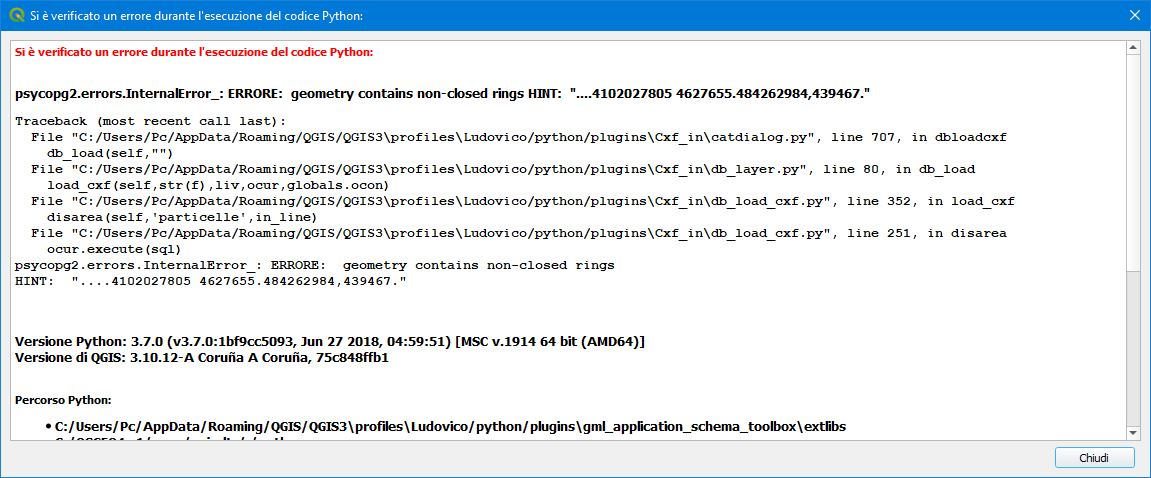 Si è verificato un errore durante l'esecuzione del codice Python:
Si è verificato un errore durante l'esecuzione del codice Python:
psycopg2.errors.InternalError_: ERRORE:  geometry contains non-closed rings HINT:  "....4102027805 4627655.484262984,439467."
Traceback (most recent call last):
  File "C:/Users/Pc/AppData/Roaming/QGIS/QGIS3\profiles\Ludovico/python/plugins\Cxf_in\catdialog.py", line 707, in dbloadcxf
    db_load(self,"")
  File "C:/Users/Pc/AppData/Roaming/QGIS/QGIS3\profiles\Ludovico/python/plugins\Cxf_in\db_layer.py", line 80, in db_load
    load_cxf(self,str(f),liv,ocur,globals.ocon)
  File "C:/Users/Pc/AppData/Roaming/QGIS/QGIS3\profiles\Ludovico/python/plugins\Cxf_in\db_load_cxf.py", line 352, in load_cxf
    disarea(self,'particelle',in_line)
  File "C:/Users/Pc/AppData/Roaming/QGIS/QGIS3\profiles\Ludovico/python/plugins\Cxf_in\db_load_cxf.py", line 251, in disarea
    ocur.execute(sql)
psycopg2.errors.InternalError_: ERRORE:  geometry contains non-closed rings
HINT:  "....4102027805 4627655.484262984,439467."
Versione Python: 3.7.0 (v3.7.0:1bf9cc5093, Jun 27 2018, 04:59:51) [MSC v.1914 64 bit (AMD64)]
Versione di QGIS: 3.10.12-A Coruña A Coruña, 75c848ffb1
Percorso Python:
• C:/Users/Pc/AppData/Roaming/QGIS/QGIS3\profiles\Ludovico/python/plugins\gml_application_schema_toolbox\extlibs
Chiudi